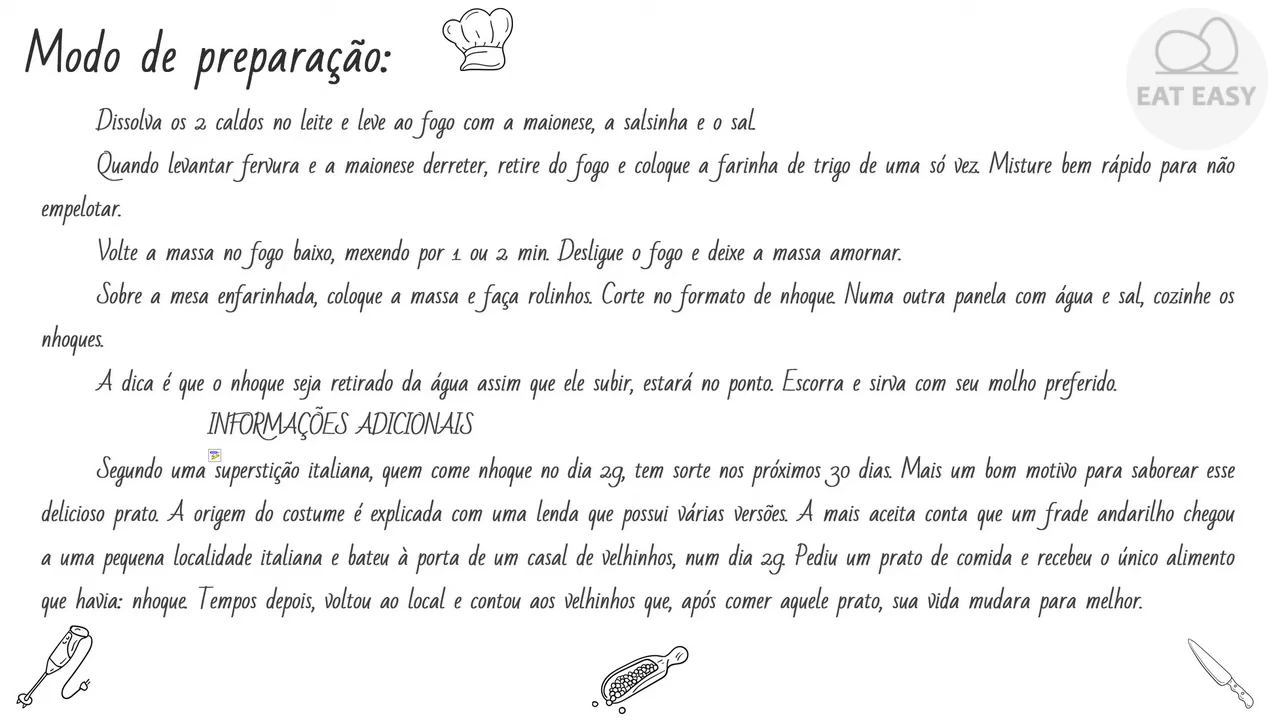 Modo de preparação:
EAT EASY
Dissolva os 2 caldos no leite e leve ao fogo com a maionese, a salsinha e o sal.
Quando levantar fervura e a maionese derreter, retire do fogo e coloque a farinha de trigo de uma só vez. Misture bem rápido para não
empelotar.
Volte a massa no fogo baixo, mexendo por 1 ou 2 min. Desligue o fogo e deixe a massa amornar.
Sobre a mesa enfarinhada, coloque a massa e faça rolinhos. Corte no formato de nhoque. Numa outra panela com água e sal, cozinhe os
nhoques.
A dica é que o nhoque seja retirado da água assim que ele subir, estará no ponto. Escorra e sirva com seu molho preferido.
INFORMAÇÕES ADICIONAIS
Segundo uma superstição italiana, quem come nhoque no dia 29, tem sorte nos próximos 30 dias. Mais um bom motivo para saborear esse
delicioso prato. A origem do costume é explicada com uma lenda que possui várias versões. A mais aceita conta que um frade andarilho chegou
a uma pequena localidade italiana e bateu à porta de um casal de velhinhos, num dia 29. Pediu um prato de comida e recebeu o único alimento
que havia: nhoque. Tempos depois, voltou ao local e contou aos velhinhos que, após comer aquele prato, sua vida mudara para melhor.